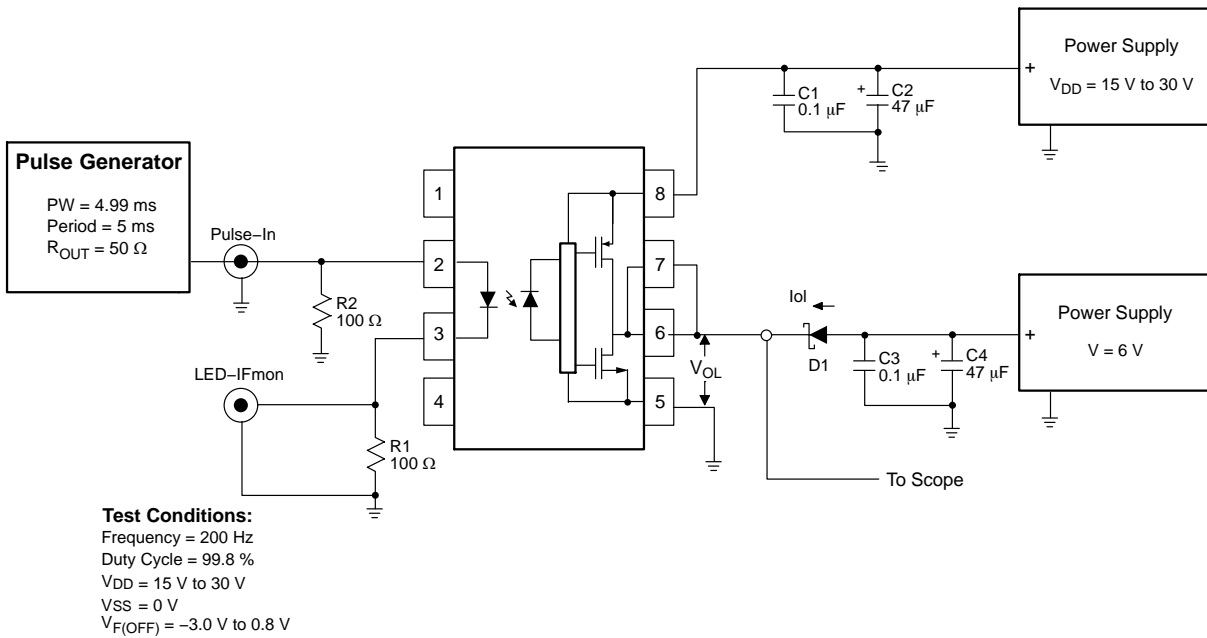 Power Supply
+
VDD = 15 V to 30 V
C1
0.1 μF
+
C2
47 μF
Pulse Generator
PW = 4.99 ms
Period = 5 ms
ROUT = 50 Ω
Pulse−In
R2
100 Ω
LED−IFmon
R1
100 Ω
1
2
3
4
8
7
6
5
VOL
Iol
D1
C3
0.1 μF
+
C4
47 μF
Power Supply
+
V = 6 V
To Scope
Test Conditions:
Frequency = 200 Hz
Duty Cycle = 99.8 %
VDD = 15 V to 30 V
VSS = 0 V
VF(OFF) = −3.0 V to 0.8 V